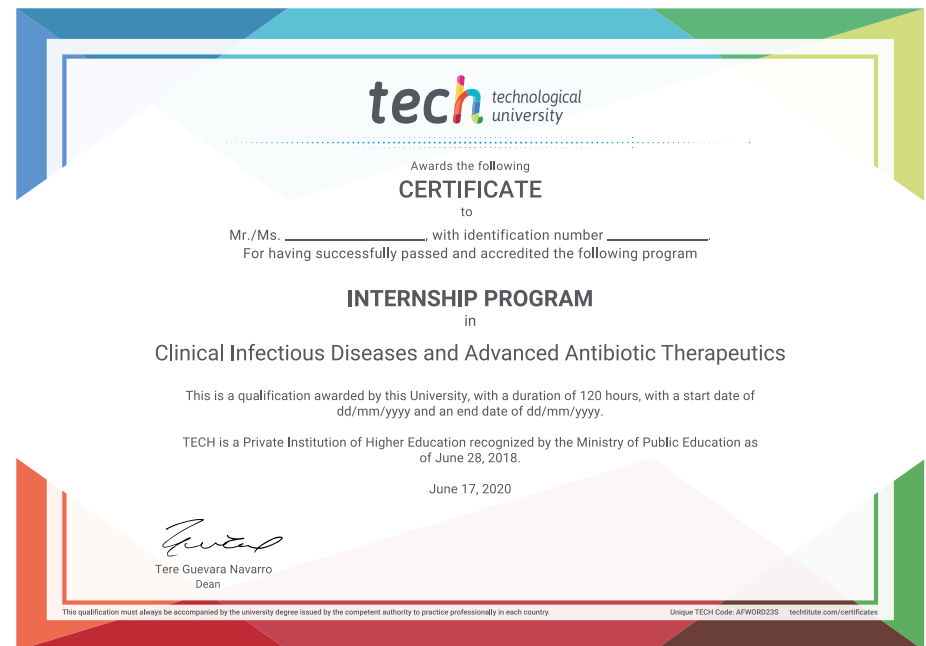 tech technological
university
Awards the following
CERTIFICATE
to
Mr./Ms. ____________________, with identification number ______________.
For having successfully passed and accredited the following program
INTERNSHIP PROGRAM
in
Clinical Infectious Diseases and Advanced Antibiotic Therapeutics
This is a qualification awarded by this University, with a duration of 120 hours, with a start date of
dd/mm/yyyy and an end date of dd/mm/yyyy.
TECH is a Private Institution of Higher Education recognized by the Ministry of Public Education as
of June 28, 2018.
June 17, 2020
Tere Guevara Navarro
Dean
This qualification must always be accompanied by the university degree issued by the competent authority to practice professionally in each country. Unique TECH Code: AFWORD23S techtitute.com/certificates